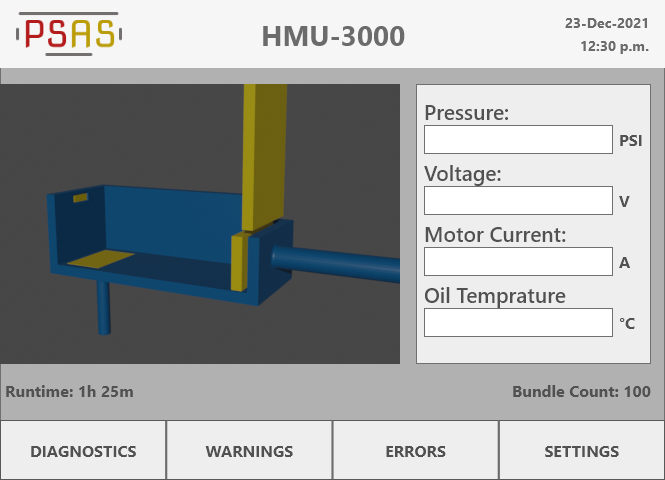 PSAS
HMU-3000
23-Dec-2021
12:30 p.m.
Pressure:
PSI
Voltage:
V
Motor Current:
A
Oil Temprature
°C
Runtime: 1h 25m
Bundle Count: 100
DIAGNOSTICS
WARNINGS
ERRORS
SETTINGS